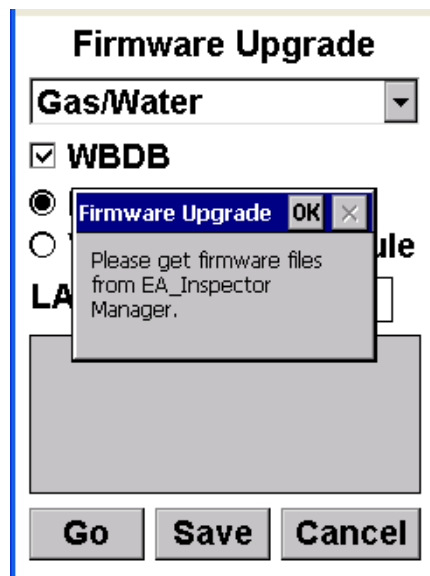 Firmware Upgrade
Gas/Water
WBDB
Firmware Upgrade OK
Please get firmware files
from EA_Inspector
Manager.
LA
Go Save Cancel